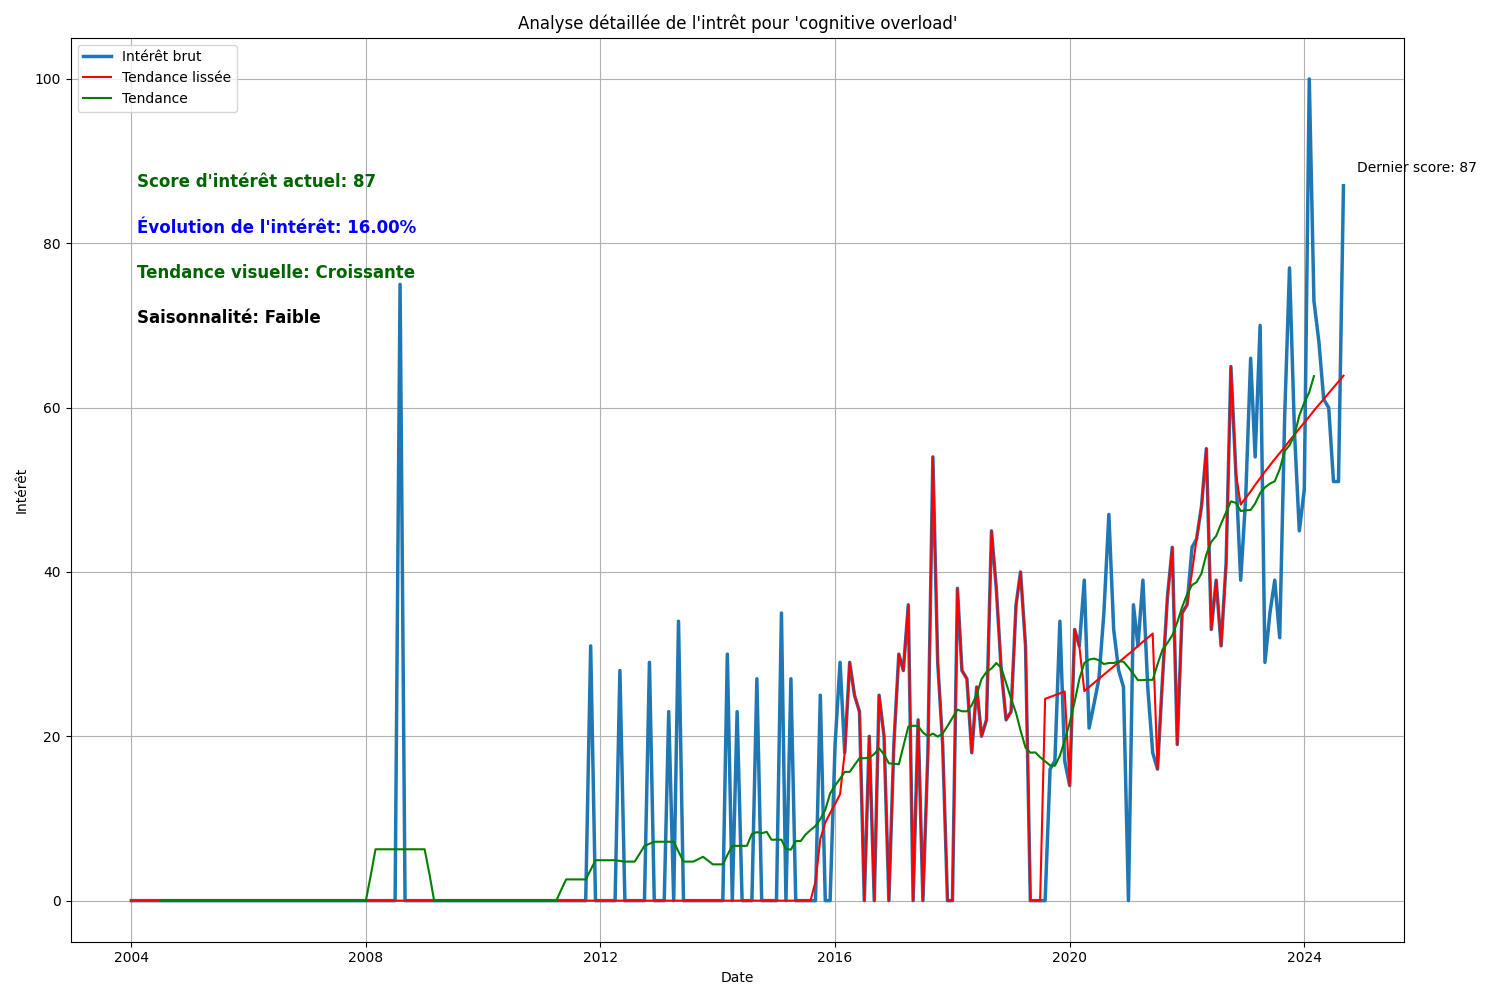 Analyse détaillée de l'intrêt pour 'cognitive overload'
Intérêt brut
Tendance lissée
Tendance
Score d'intérêt actuel: 87
Évolution de l'intérêt: 16.00%
Tendance visuelle: Croissante
Saisonnalité: Faible
Dernier score: 87
Intérêt
100
80
60
40
20
0
2004
2008
2012
2016
2020
2024
Date